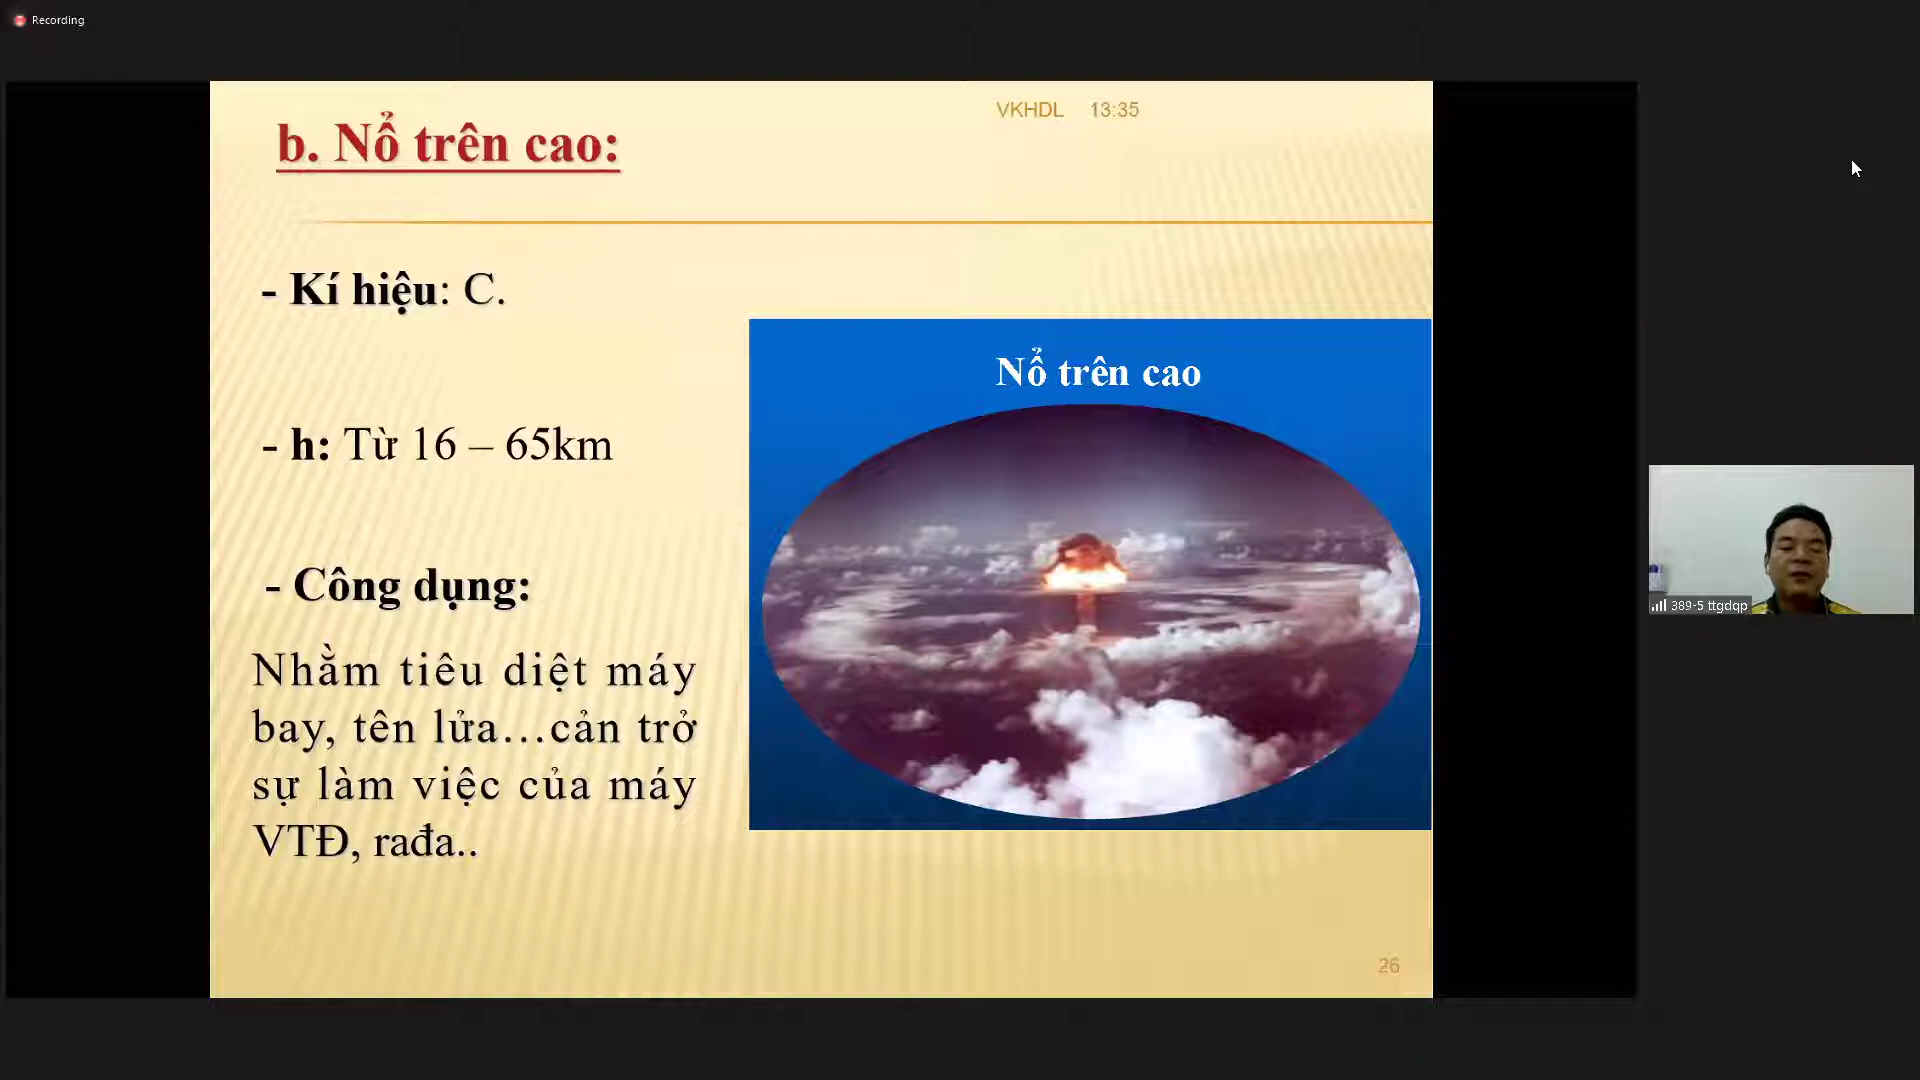 Recording
VKHDL 13:35
b. Nổ trên cao:
- Kí hiệu: C.
Nổ trên cao
- h: Từ 16 – 65km
- Công dụng:
Nhằm tiêu diệt máy
bay, tên lửa...cản trở
sự làm việc của máy
VTĐ, rađa..
389-5 ttgdqp
26